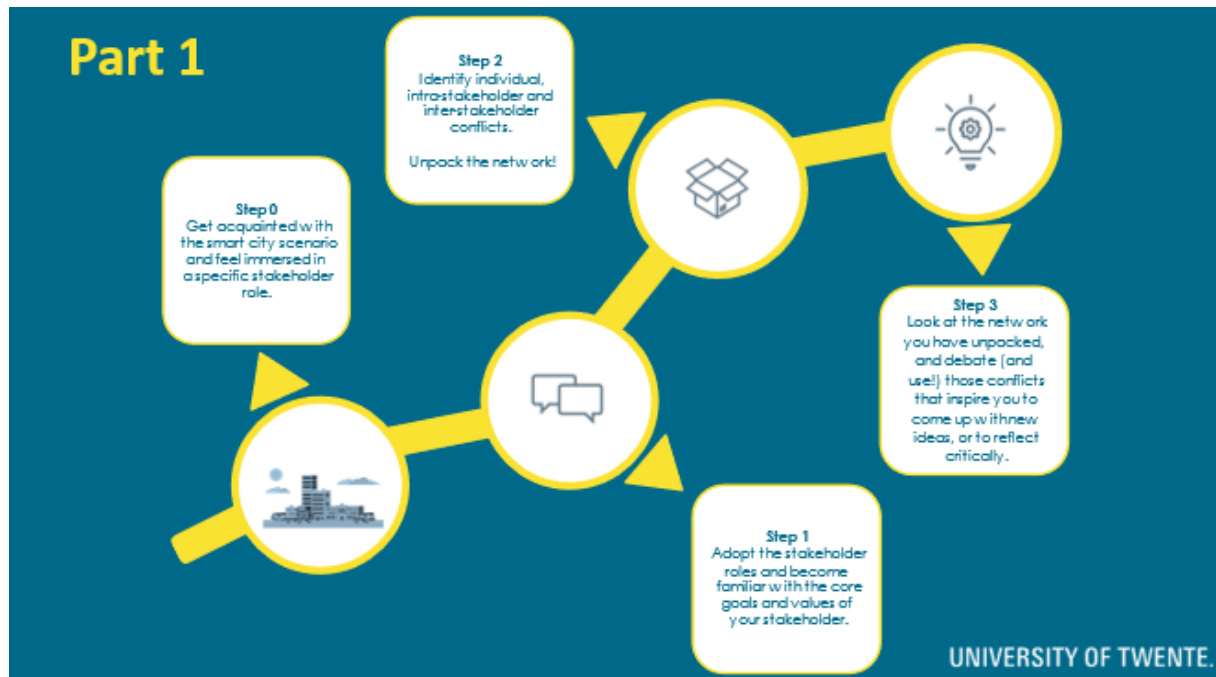 Part 1
Step 0
Get acquainted with
the smart city scenario
and feel immersed in
a specific stakeholder
role.
Step 1
Adopt the stakeholder
roles and become
familiar with the core
goals and values of
your stakeholder.
Step 2
Identify individual,
intra-stakeholder and
inter-stakeholder
conflicts.
Unpack the network!
Step 3
Look at the network
you have unpacked,
and debate (and
use!) those conflicts
that inspire you to
come up with new
ideas, or to reflect
critically.
UNIVERSITY OF TWENTE.